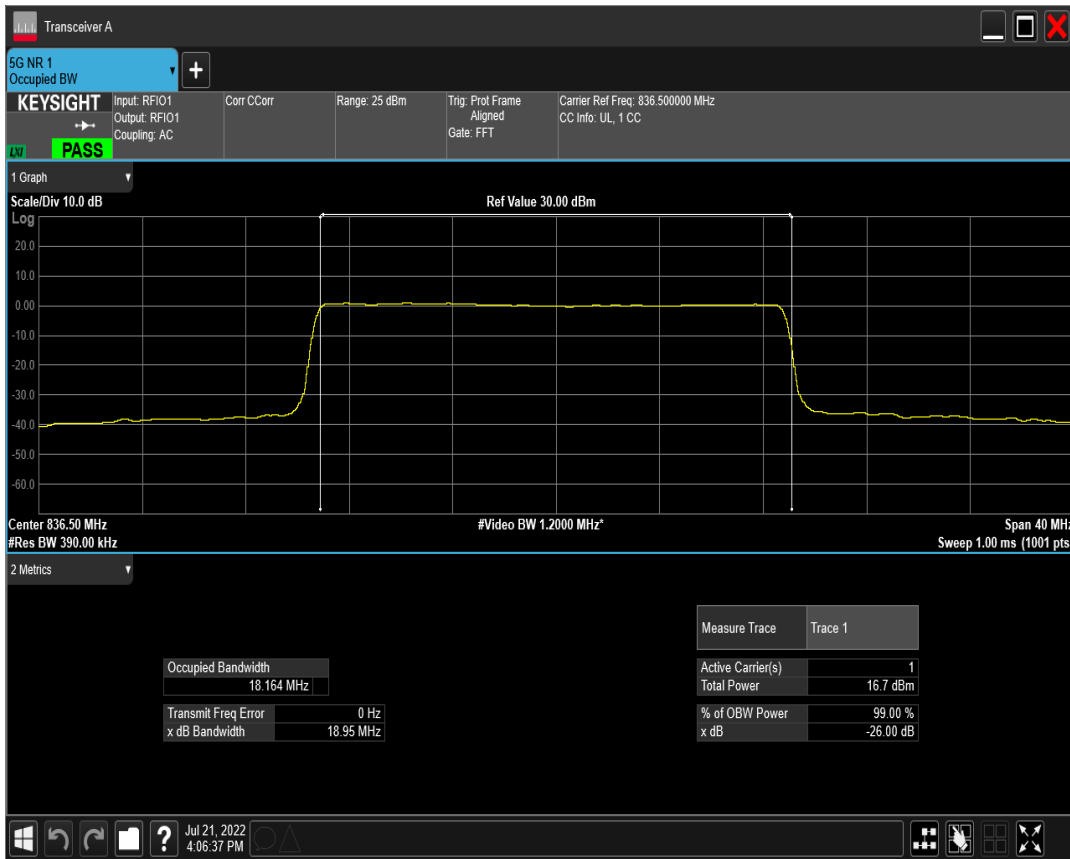 Transceiver A
5G NR 1
Occupied BW
KEYSIGHT
LXI
PASS
Input: RFIO1
Output: RFIO1
Coupling: AC
Corr CCorr
Range: 25 dBm
Trig: Prot Frame
Aligned
Gate: FFT
Carrier Ref Freq: 836.500000 MHz
CC Info: UL, 1 CC
1 Graph
Scale/Div 10.0 dB
Ref Value 30.00 dBm
Log
20.0
10.0
0.00
-10.0
-20.0
-30.0
-40.0
-50.0
-60.0
Center 836.50 MHz
#Video BW 1.2000 MHz*
Span 40 MHz
#Res BW 390.00 kHz
Sweep 1.00 ms (1001 pts
2 Metrics
Measure Trace Trace 1
Occupied Bandwidth
18.164 MHz
Active Carrier(s) 1
Total Power 16.7 dBm
Transmit Freq Error 0 Hz
x dB Bandwidth 18.95 MHz
% of OBW Power 99.00 %
x dB -26.00 dB
?
Jul 21, 2022
4:06:37 PM